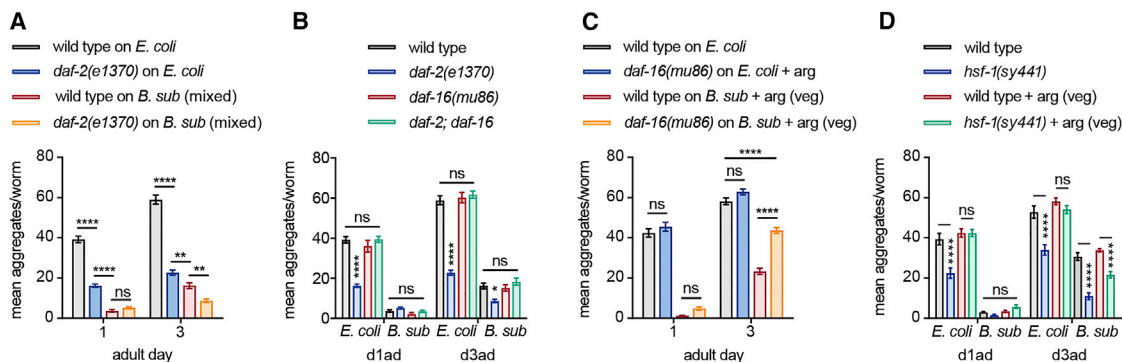 A
wild type on E. coli
daf-2(e1370) on E. coli
wild type on B. sub (mixed)
daf-2(e1370) on B. sub (mixed)
mean aggregates/worm
80
60
40
20
0
****
****
ns
****
**
**
1
3
adult day
B
wild type
daf-2(e1370)
daf-16(mu86)
daf-2; daf-16
mean aggregates/worm
80
60
40
20
0
ns
****
ns
ns
****
ns
*
E. coli B. sub E. coli B. sub
d1ad
d3ad
C
wild type on E. coli
daf-16(mu86) on E. coli + arg
wild type on B. sub + arg (veg)
daf-16(mu86) on B. sub + arg (veg)
mean aggregates/worm
80
60
40
20
0
ns
ns
****
ns
****
1
3
adult day
D
wild type
hsf-1(sy441)
wild type + arg (veg)
hsf-1(sy441) + arg (veg)
mean aggregates/worm
80
60
40
20
0
ns
****
ns
ns
****
****
****
E. coli B. sub E. coli B. sub
d1ad
d3ad